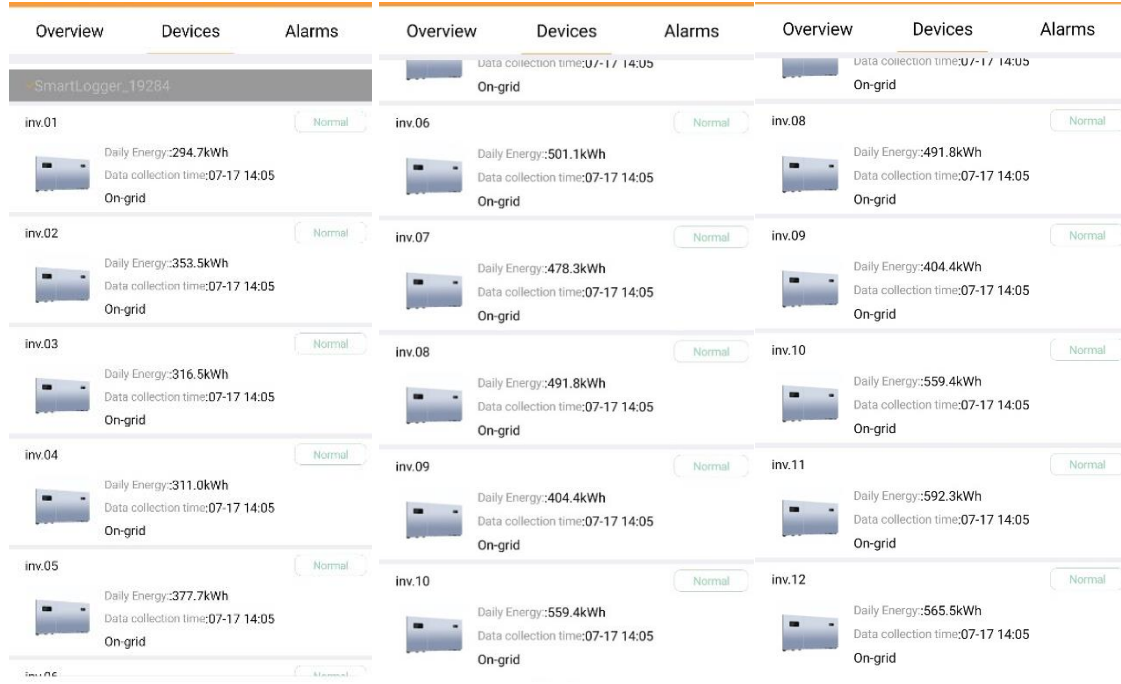 Overview Devices Alarms
SmartLogger_19284
inv.01 Normal
Daily Energy::294.7kWh
Data collection time:07-17 14:05
On-grid
inv.02 Normal
Daily Energy::353.5kWh
Data collection time:07-17 14:05
On-grid
inv.03 Normal
Daily Energy::316.5kWh
Data collection time:07-17 14:05
On-grid
inv.04 Normal
Daily Energy::311.0kWh
Data collection time:07-17 14:05
On-grid
inv.05 Normal
Daily Energy::377.7kWh
Data collection time:07-17 14:05
On-grid
inv.06 Normal
Overview Devices Alarms
Data collection time:07-17 14:05
On-grid
inv.06 Normal
Daily Energy::501.1kWh
Data collection time:07-17 14:05
On-grid
inv.07 Normal
Daily Energy::478.3kWh
Data collection time:07-17 14:05
On-grid
inv.08 Normal
Daily Energy::491.8kWh
Data collection time:07-17 14:05
On-grid
inv.09 Normal
Daily Energy::404.4kWh
Data collection time:07-17 14:05
On-grid
inv.10 Normal
Daily Energy::559.4kWh
Data collection time:07-17 14:05
On-grid
Overview Devices Alarms
Data collection time:07-17 14:05
On-grid
inv.08 Normal
Daily Energy::491.8kWh
Data collection time:07-17 14:05
On-grid
inv.09 Normal
Daily Energy::404.4kWh
Data collection time:07-17 14:05
On-grid
inv.10 Normal
Daily Energy::559.4kWh
Data collection time:07-17 14:05
On-grid
inv.11 Normal
Daily Energy::592.3kWh
Data collection time:07-17 14:05
On-grid
inv.12 Normal
Daily Energy::565.5kWh
Data collection time:07-17 14:05
On-grid